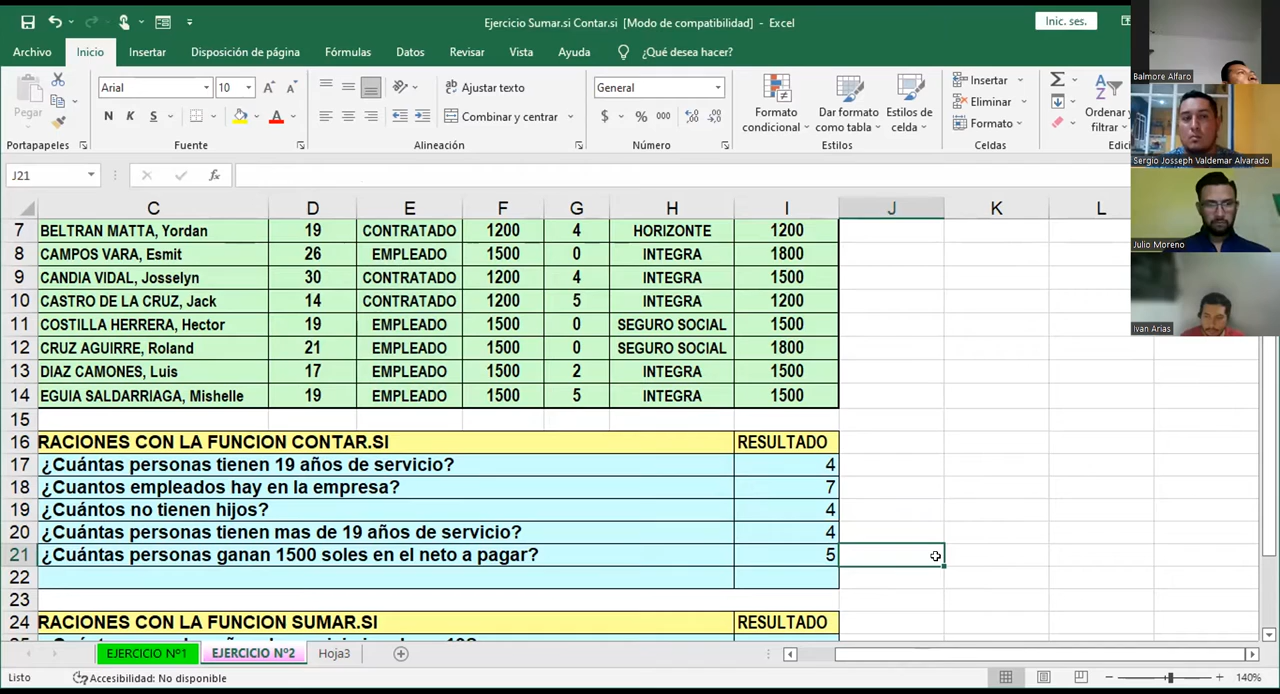 Ejercicio Sumar.si Contar.si [Modo de compatibilidad] - Excel
Inic. ses.
Archivo Inicio Insertar Disposición de página Fórmulas Datos Revisar Vista Ayuda ¿Qué desea hacer?
Pegar
Arial 10
N K S
Ajustar texto
Combinar y centrar
General
$ % 000
Formato condicional
Dar formato como tabla
Estilos de celda
Insertar
Eliminar
Formato
Ordenar y filtrar
Portapapeles Fuente Alineación Número Estilos Celdas Edici
Balmore Alfaro
Sergio Josseph Valdemar Alvarado
Julio Moreno
Ivan Arias
J21 fx
C D E F G H I J K L
7 BELTRAN MATTA, Yordan 19 CONTRATADO 1200 4 HORIZONTE 1200
8 CAMPOS VARA, Esmit 26 EMPLEADO 1500 0 INTEGRA 1800
9 CANDIA VIDAL, Josselyn 30 CONTRATADO 1200 4 INTEGRA 1500
10 CASTRO DE LA CRUZ, Jack 14 CONTRATADO 1200 5 INTEGRA 1200
11 COSTILLA HERRERA, Hector 19 EMPLEADO 1500 0 SEGURO SOCIAL 1500
12 CRUZ AGUIRRE, Roland 21 EMPLEADO 1500 0 SEGURO SOCIAL 1800
13 DIAZ CAMONES, Luis 17 EMPLEADO 1500 2 INTEGRA 1500
14 EGUIA SALDARRIAGA, Mishelle 19 EMPLEADO 1500 5 INTEGRA 1500
15
16 RACIONES CON LA FUNCION CONTAR.SI RESULTADO
17 ¿Cuántas personas tienen 19 años de servicio? 4
18 ¿Cuantos empleados hay en la empresa? 7
19 ¿Cuántos no tienen hijos? 4
20 ¿Cuántas personas tienen mas de 19 años de servicio? 4
21 ¿Cuántas personas ganan 1500 soles en el neto a pagar? 5
22
23
24 RACIONES CON LA FUNCION SUMAR.SI RESULTADO
EJERCICIO Nº1 EJERCICIO Nº2 Hoja3
Listo Accesibilidad: No disponible 140%